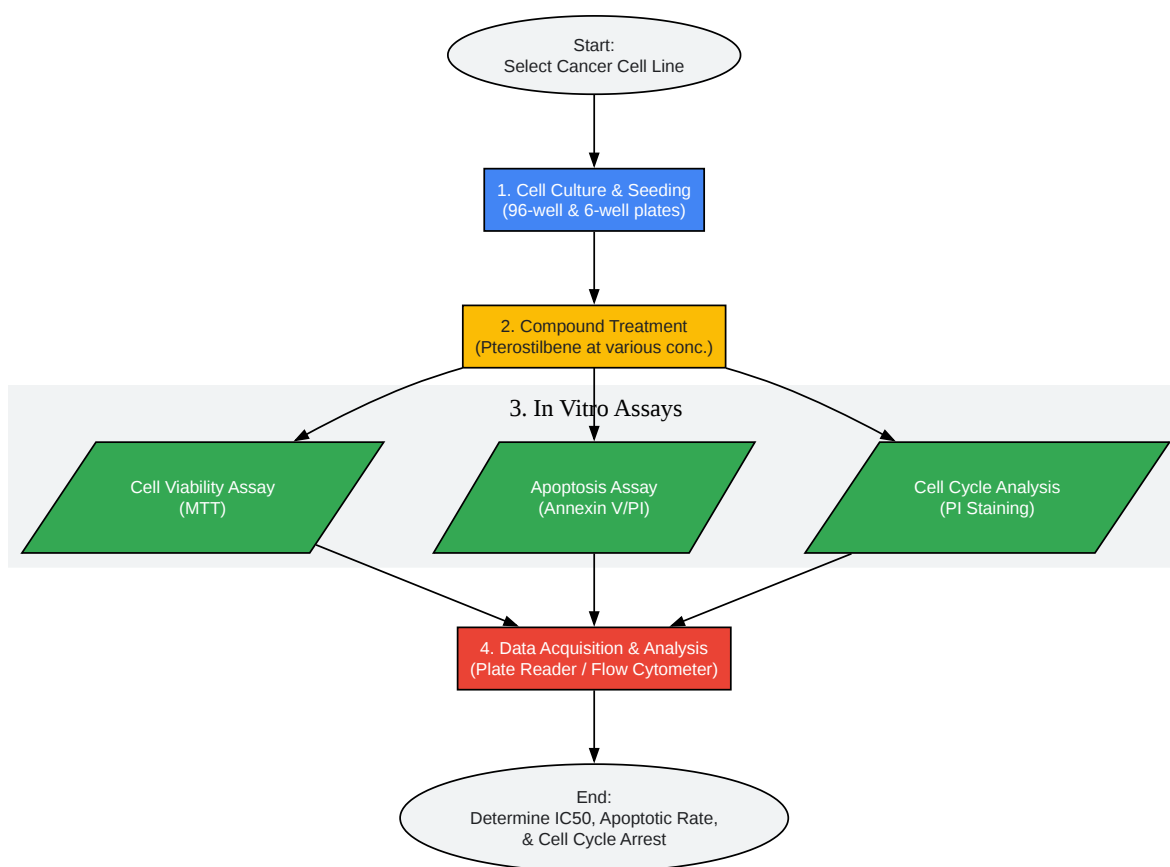 Start:
Select Cancer Cell Line
1. Cell Culture & Seeding
(96-well & 6-well plates)
2. Compound Treatment
(Pterostilbene at various conc.)
3. In Vitro Assays
Cell Viability Assay
(MTT)
Apoptosis Assay
(Annexin V/PI)
Cell Cycle Analysis
(PI Staining)
4. Data Acquisition & Analysis
(Plate Reader / Flow Cytometer)
End:
Determine IC50, Apoptotic Rate,
& Cell Cycle Arrest